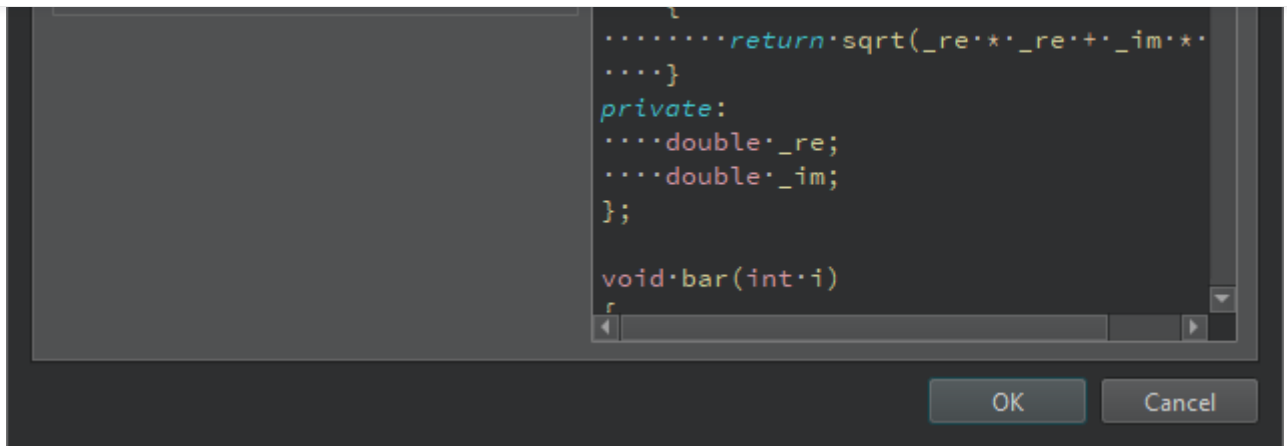 {
········return·sqrt(_re·*·_re·+·_im·*·
····}
private:
····double·_re;
····double·_im;
};
void·bar(int·i)
{
OK Cancel